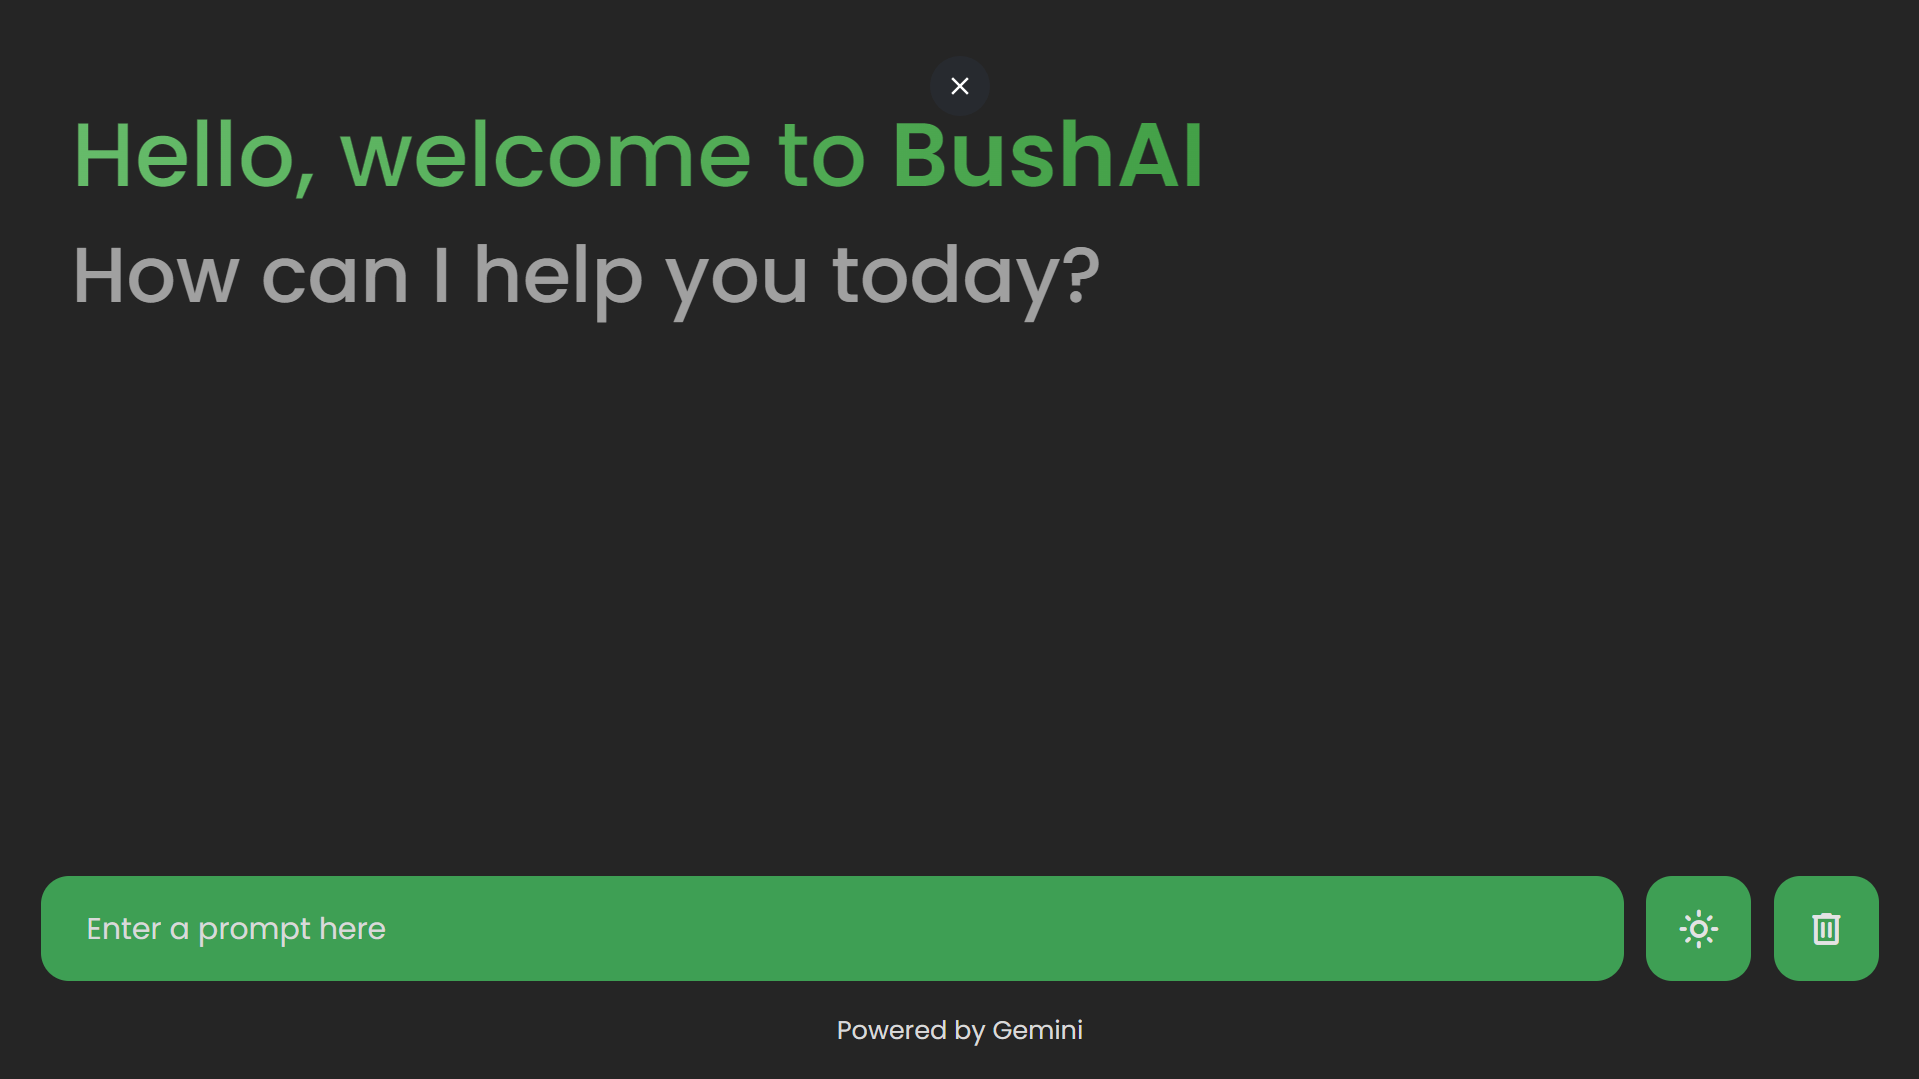 Hello, welcome to BushAI
How can I help you today?
Enter a prompt here
Powered by Gemini